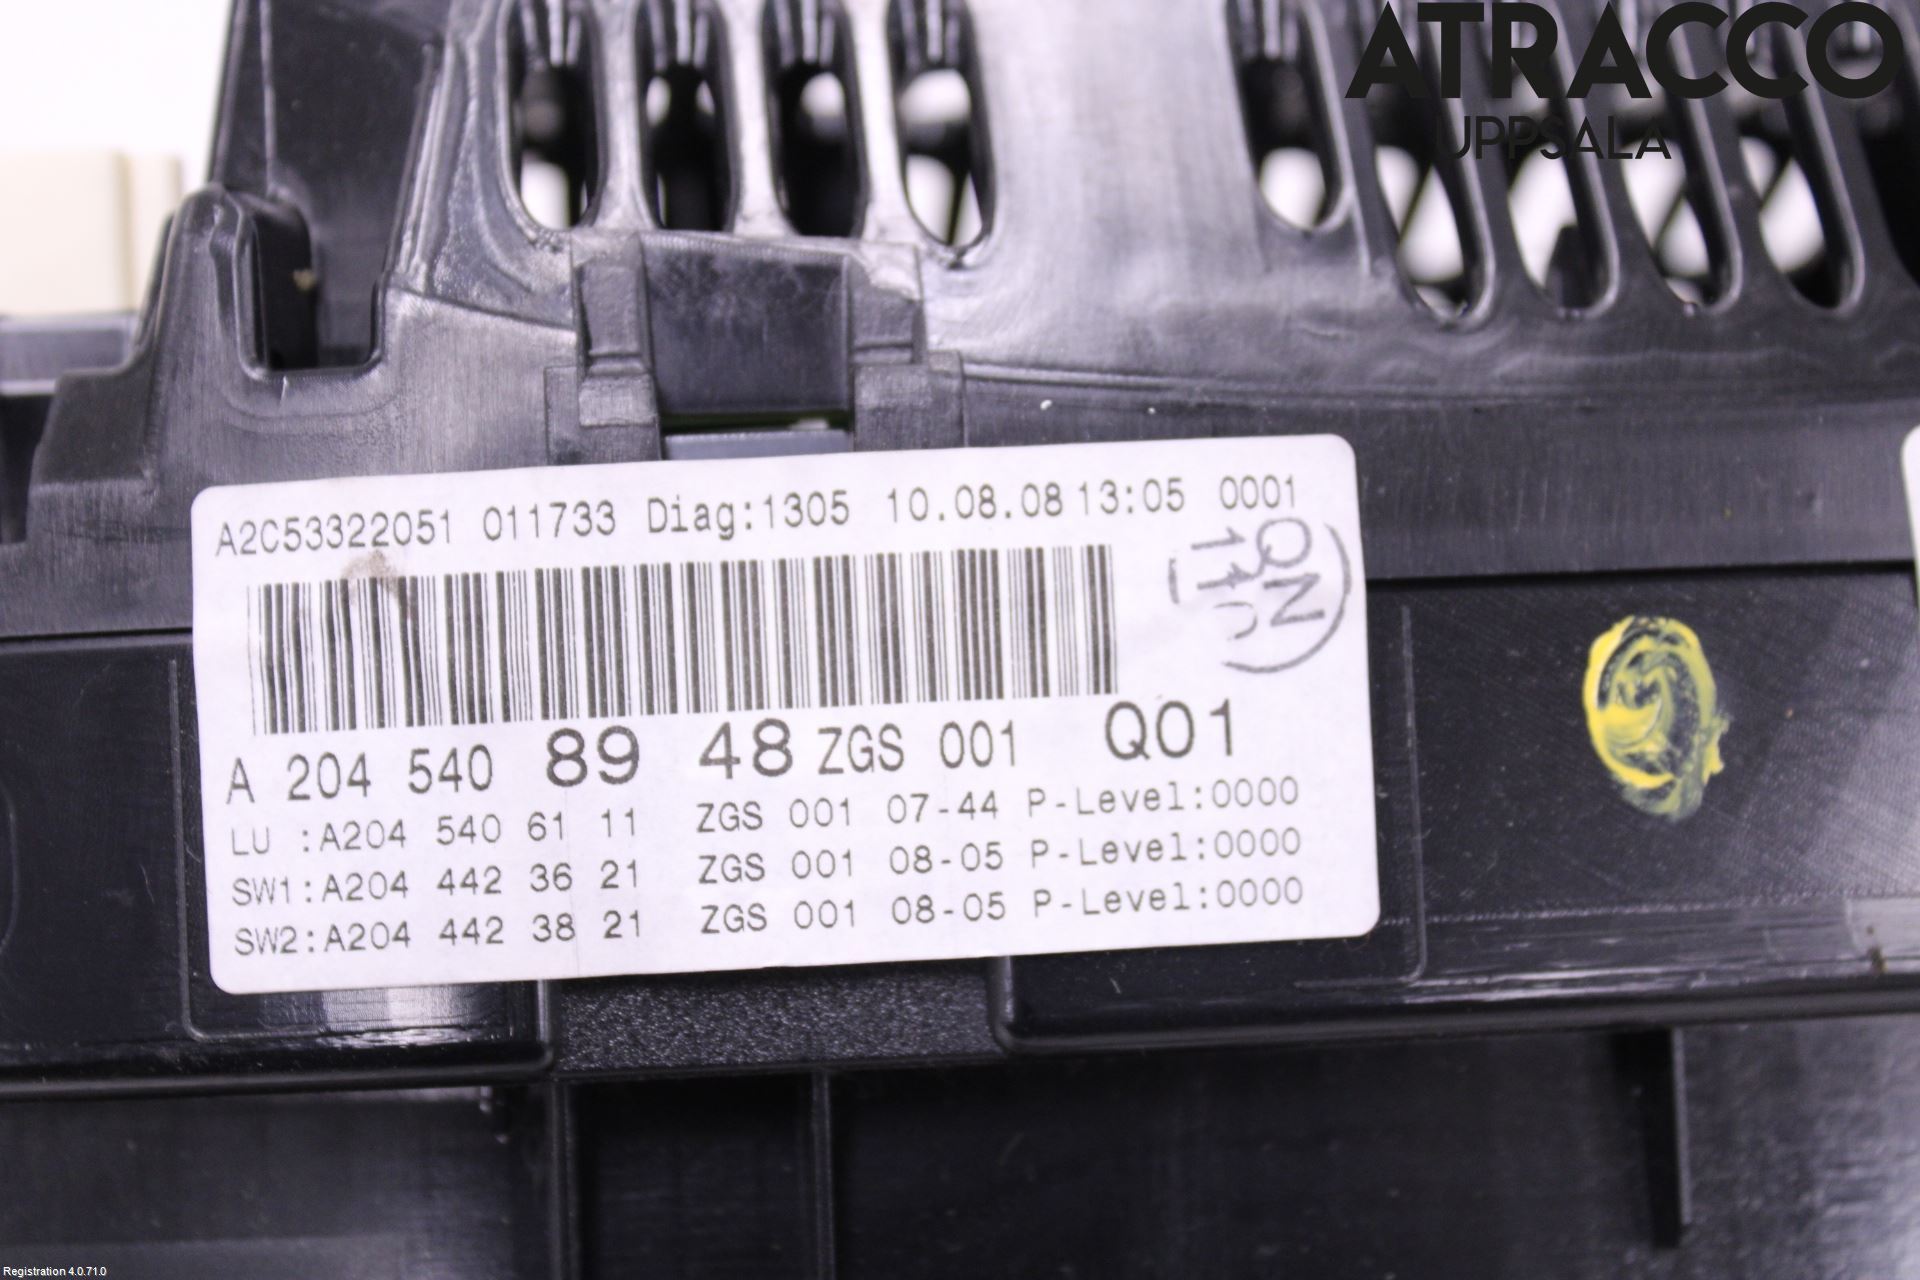 ATRACCO
UPPSALA
A2C53322051 011733 Diag:1305 10.08.08 13:05 0001
QN
A 204 540 89 48 ZGS 001 Q01
LU :A204 540 61 11 ZGS 001 07-44 P-Level:0000
SW1:A204 442 36 21 ZGS 001 08-05 P-Level:0000
SW2:A204 442 38 21 ZGS 001 08-05 P-Level:0000
Registration 4.0.71.0